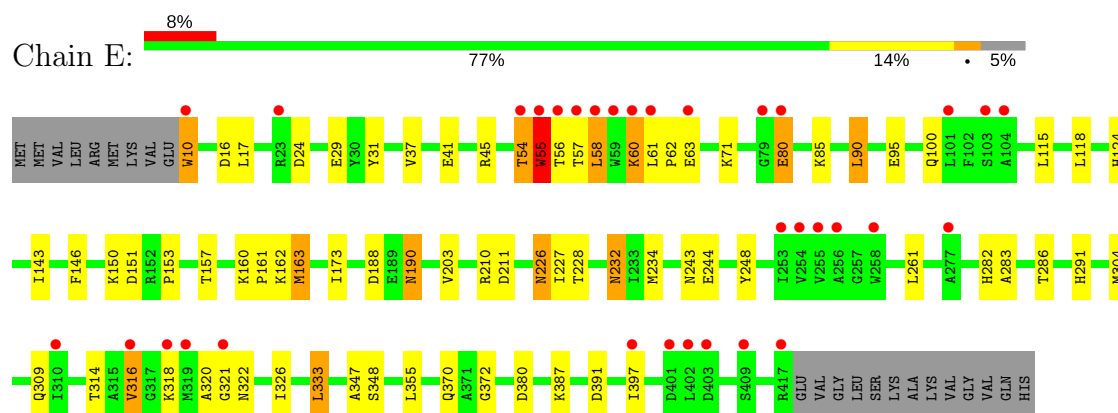 8%
Chain E:
77% 14% • 5%
MET MET VAL LEU ARG MET LYS VAL GLU W10 D16 L17 R23 D24 E29 Y30 Y31 V37 E41 R45 T54 W55 T56 T57 L58 W59 K60 L61 P62 E63 K71 G79 E80 K85 L90 E95 Q100 L101 F102 S103 A104 L115 L118 H124
I143 F146 K150 D151 R152 P153 T157 K160 P161 K162 M163 I173 D188 E189 N190 V203 R210 D211 N226 I227 T228 N232 I233 M234 N243 E244 Y248 I253 V254 V255 A256 G257 W258 L261 A277 H282 A283 T286 H291 M304
Q309 I310 T314 A315 V316 G317 K318 M319 A320 G321 N322 I326 L333 A347 S348 L355 Q370 A371 G372 D380 K387 D391 I397 D401 L402 D403 S409 R417 GLU VAL GLY LEU SER LYS ALA LYS VAL GLY VAL GLN HIS